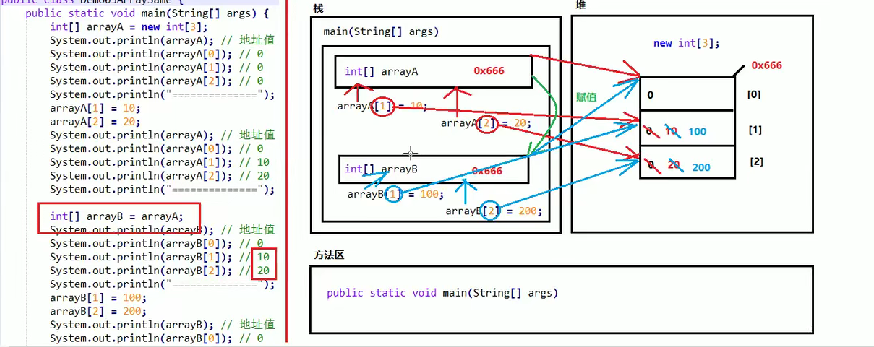 public class Demo03ArraySame {
public static void main(String[] args) {
int[] arrayA = new int[3];
System.out.println(arrayA); // 地址值
System.out.println(arrayA[0]); // 0
System.out.println(arrayA[1]); // 0
System.out.println(arrayA[2]); // 0
System.out.println("==============");
arrayA[1] = 10;
arrayA[2] = 20;
System.out.println(arrayA); // 地址值
System.out.println(arrayA[0]); // 0
System.out.println(arrayA[1]); // 10
System.out.println(arrayA[2]); // 20
System.out.println("==============");
int[] arrayB = arrayA;
System.out.println(arrayB); // 地址值
System.out.println(arrayB[0]); // 0
System.out.println(arrayB[1]); // 10
System.out.println(arrayB[2]); // 20
System.out.println("==============");
arrayB[1] = 100;
arrayB[2] = 200;
System.out.println(arrayB); // 地址值
System.out.println(arrayB[0]); // 0
栈
main(String[] args)
int[] arrayA 0x666
arrayA[1] = 10;
arrayA[2] = 20;
赋值
int[] arrayB 0x666
arrayB[1] = 100;
arrayB[2] = 200;
堆
new int[3];
0x666
0 [0]
0 10 100 [1]
0 20 200 [2]
方法区
public static void main(String[] args)